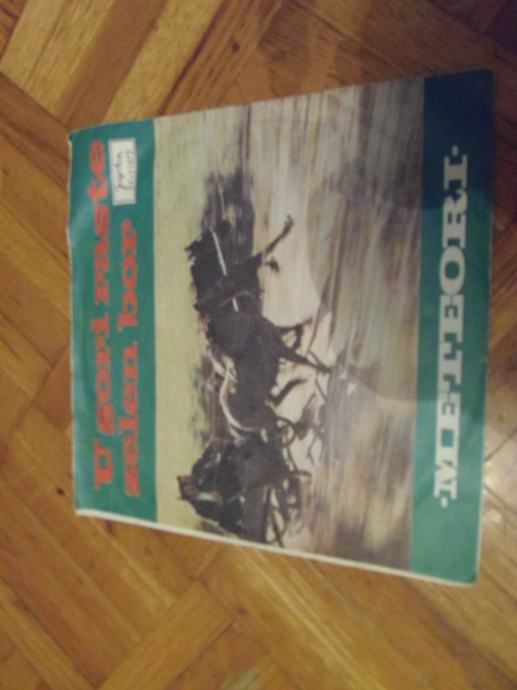 U gori raste
zelen bor
·METEORI·